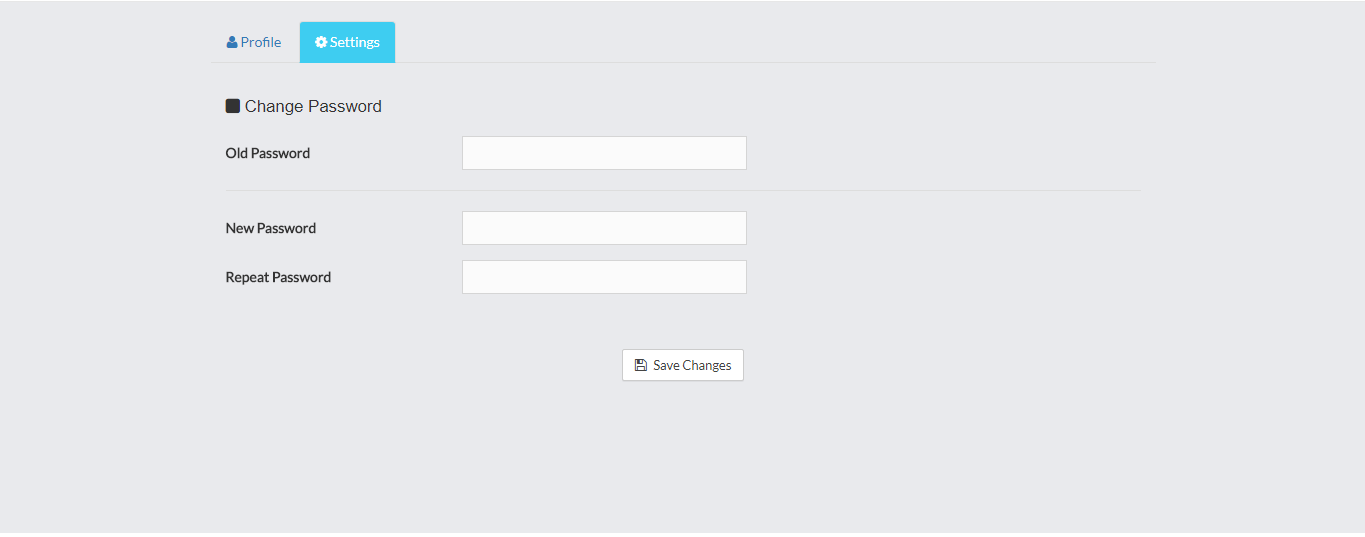 Profile Settings
Change Password
Old Password
New Password
Repeat Password
Save Changes